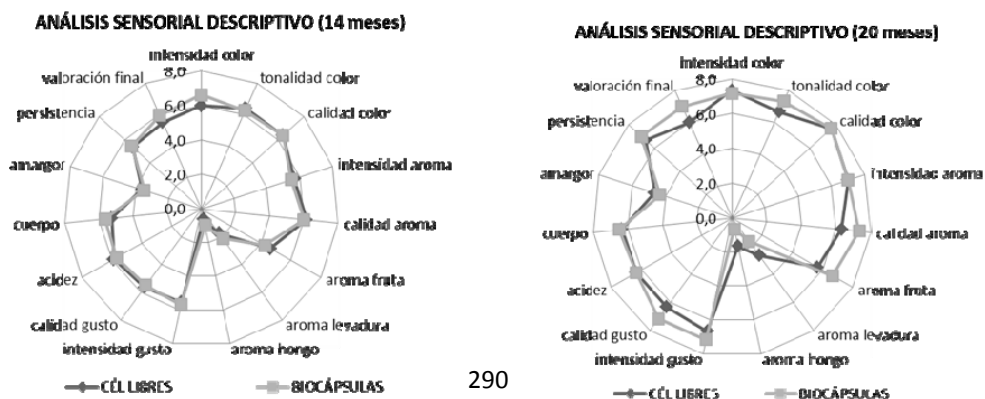 ANÁLISIS SENSORIAL DESCRIPTIVO (14 meses)
intensidad color
valoración final 8,0 tonalidad color
persistencia 6,0 calidad color
amargor 4,0 intensidad aroma
2,0
cuerpo 0,0 calidad aroma
acidez aroma fruta
calidad gusto aroma levadura
intensidad gusto aroma hongo
CÉL LIBRES BIOCÁPSULAS
ANÁLISIS SENSORIAL DESCRIPTIVO (20 meses)
intensidad color
valoración final 8,0 tonalidad color
persistencia 6,0 calidad color
amargor 4,0 intensidad aroma
2,0
cuerpo 0,0 calidad aroma
acidez aroma fruta
calidad gusto aroma levadura
intensidad gusto aroma hongo
CÉL LIBRES BIOCÁPSULAS
290